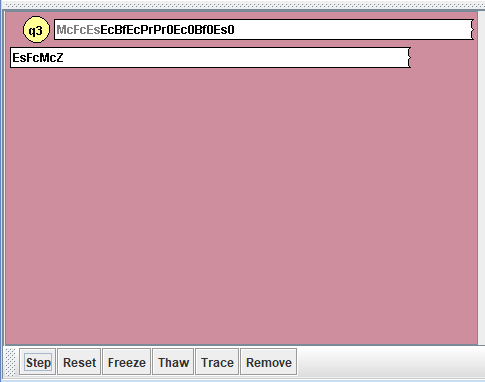 q3 McFcEsEcBfEcPrPr0Ec0Bf0Es0
EsFcMcZ
Step Reset Freeze Thaw Trace Remove